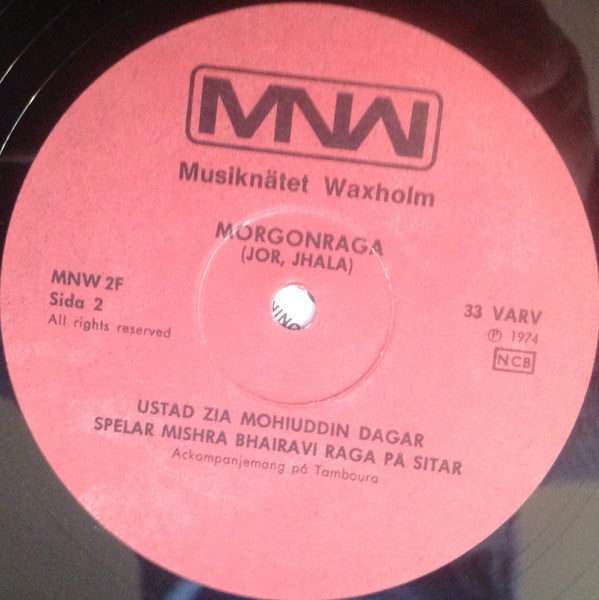 MNW
Musiknätet Waxholm
MORGONRAGA
(JOR, JHALA)
MNW 2F
Sida 2
All rights reserved
33 VARV
℗ 1974
NCB
USTAD ZIA MOHIUDDIN DAGAR
SPELAR MISHRA BHAIRAVI RAGA PÅ SITAR
Ackompanjemang på Tamboura